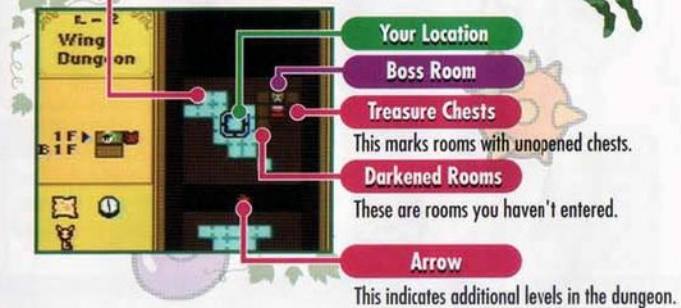 L-2
Wing
Dungeon
1F
B1F
Your Location
Boss Room
Treasure Chests
This marks rooms with unopened chests.
Darkened Rooms
These are rooms you haven't entered.
Arrow
This indicates additional levels in the dungeon.